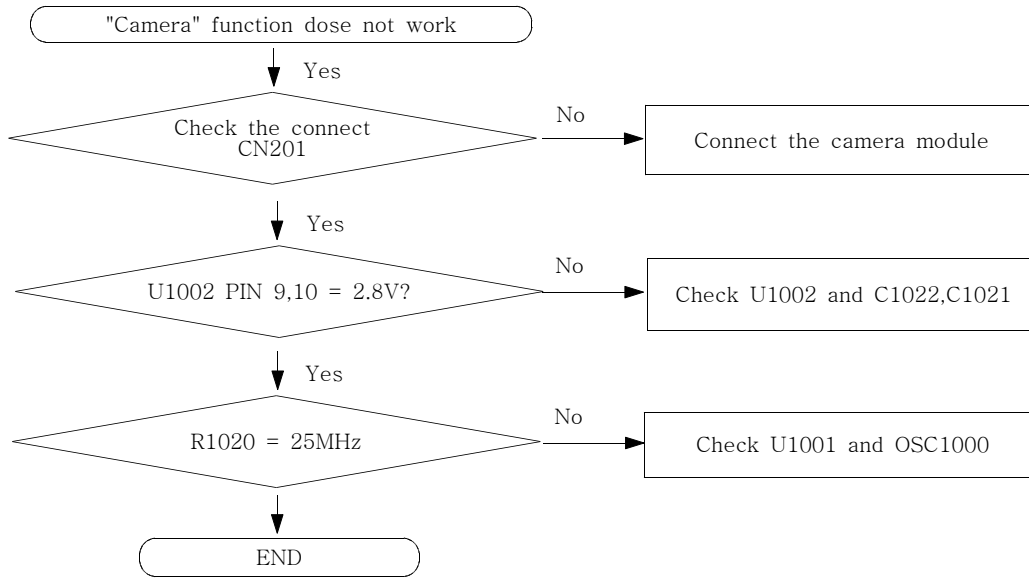 "Camera" function dose not work
Yes
Check the connect
CN201
No
Connect the camera module
Yes
U1002 PIN 9,10 = 2.8V?
No
Check U1002 and C1022,C1021
Yes
R1020 = 25MHz
No
Check U1001 and OSC1000
END